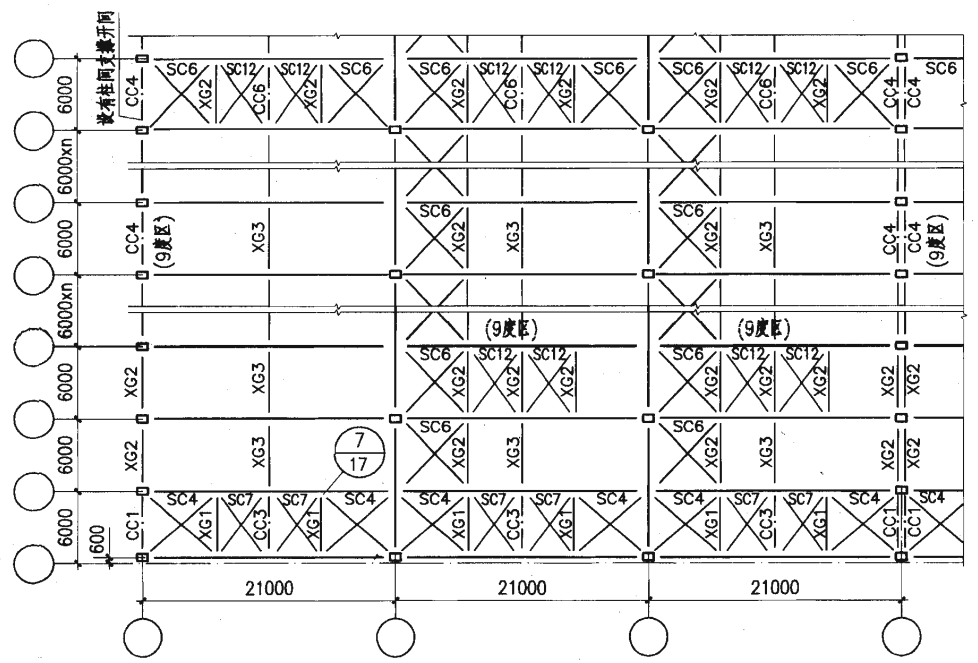 设有柱间支撑开间
SC6 SC12 SC12 SC6 SC6 SC12 SC12 SC6 SC6 SC12 SC12 SC6 SC6
6000 CC4 XG2 CC6 XG2 XG2 CC6 XG2 XG2 CC6 XG2 CC4 CC4
6000xn
SC6 SC6
6000 CC4 (9度区) XG3 XG2 XG3 XG2 XG3 CC4 CC4 (9度区)
6000xn
(9度区) (9度区)
SC6 SC12 SC12 SC6 SC12 SC12
6000 XG2 XG3 XG2 XG2 XG2 XG2 XG2 XG2 XG2 XG2
SC6 SC6
6000 XG2 XG3 XG2 XG3 XG2 XG3 XG2 XG2
7
17
SC4 SC7 SC7 SC4 SC4 SC7 SC7 SC4 SC4 SC7 SC7 SC4 SC4
6000 CC1 XG1 CC3 XG1 XG1 CC3 XG1 XG1 CC3 XG1 CC1 CC1
600
21000 21000 21000